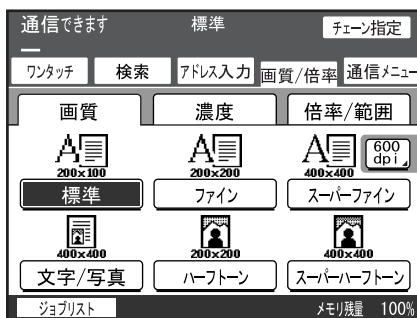 通信できます 標準 チェーン指定
ワンタッチ 検索 アドレス入力 画質/倍率 通信メニュー
画質 濃度 倍率/範囲
200×100 200×200 400×400 600dpi
標準 ファイン スーパーファイン
400×400 200×200 400×400
文字/写真 ハーフトーン スーパーハーフトーン
ジョブリスト メモリ残量 100%